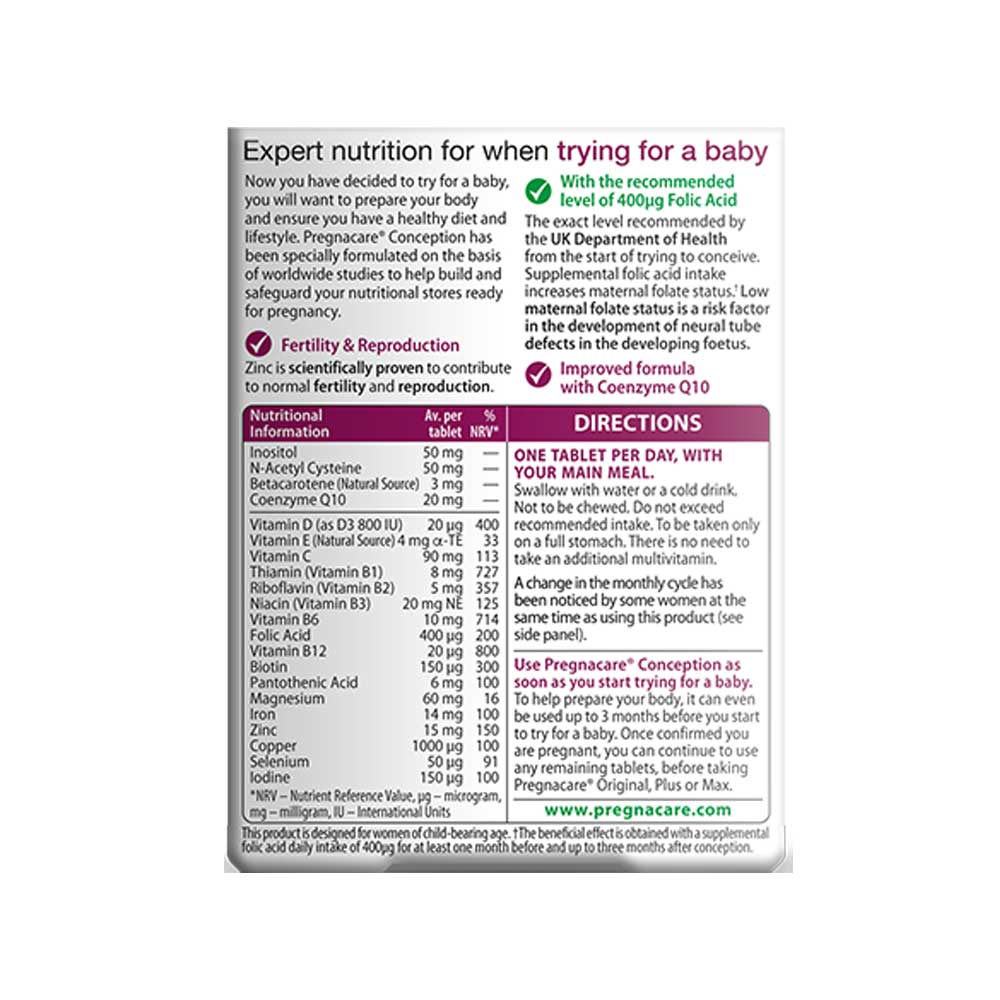 Expert nutrition for when trying for a baby
Now you have decided to try for a baby,
you will want to prepare your body
and ensure you have a healthy diet and
lifestyle. Pregnacare® Conception has
been specially formulated on the basis
of worldwide studies to help build and
safeguard your nutritional stores ready
for pregnancy.
Fertility & Reproduction
Zinc is scientifically proven to contribute
to normal fertility and reproduction.
With the recommended
level of 400µg Folic Acid
The exact level recommended by
the UK Department of Health
from the start of trying to conceive.
Supplemental folic acid intake
increases maternal folate status.† Low
maternal folate status is a risk factor
in the development of neural tube
defects in the developing foetus.
Improved formula
with Coenzyme Q10
Nutritional Av. per %
Information tablet NRV*
Inositol 50 mg —
N-Acetyl Cysteine 50 mg —
Betacarotene (Natural Source) 3 mg —
Coenzyme Q10 20 mg —
Vitamin D (as D3 800 IU) 20 µg 400
Vitamin E (Natural Source) 4 mg α-TE 33
Vitamin C 90 mg 113
Thiamin (Vitamin B1) 8 mg 727
Riboflavin (Vitamin B2) 5 mg 357
Niacin (Vitamin B3) 20 mg NE 125
Vitamin B6 10 mg 714
Folic Acid 400 µg 200
Vitamin B12 20 µg 800
Biotin 150 µg 300
Pantothenic Acid 6 mg 100
Magnesium 60 mg 16
Iron 14 mg 100
Zinc 15 mg 150
Copper 1000 µg 100
Selenium 50 µg 91
Iodine 150 µg 100
*NRV – Nutrient Reference Value, µg – microgram,
mg – milligram, IU – International Units
DIRECTIONS
ONE TABLET PER DAY, WITH
YOUR MAIN MEAL.
Swallow with water or a cold drink.
Not to be chewed. Do not exceed
recommended intake. To be taken only
on a full stomach. There is no need to
take an additional multivitamin.
A change in the monthly cycle has
been noticed by some women at the
same time as using this product (see
side panel).
Use Pregnacare® Conception as
soon as you start trying for a baby.
To help prepare your body, it can even
be used up to 3 months before you start
to try for a baby. Once confirmed you
are pregnant, you can continue to use
any remaining tablets, before taking
Pregnacare® Original, Plus or Max.
www.pregnacare.com
This product is designed for women of child-bearing age. †The beneficial effect is obtained with a supplemental
folic acid daily intake of 400µg for at least one month before and up to three months after conception.